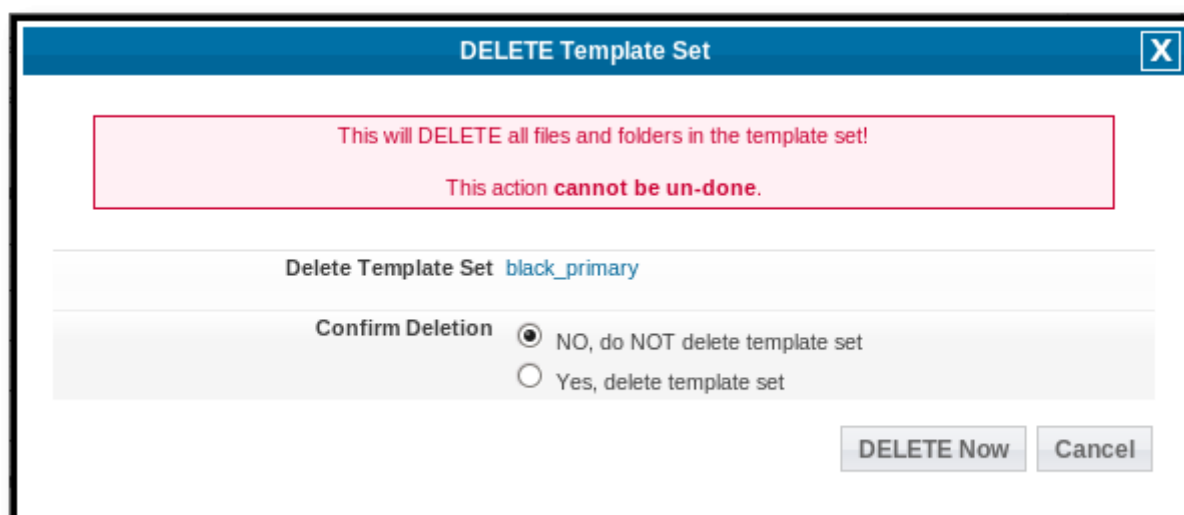 DELETE Template Set
X
This will DELETE all files and folders in the template set!
This action cannot be un-done.
Delete Template Set black_primary
Confirm Deletion NO, do NOT delete template set
Yes, delete template set
DELETE Now Cancel